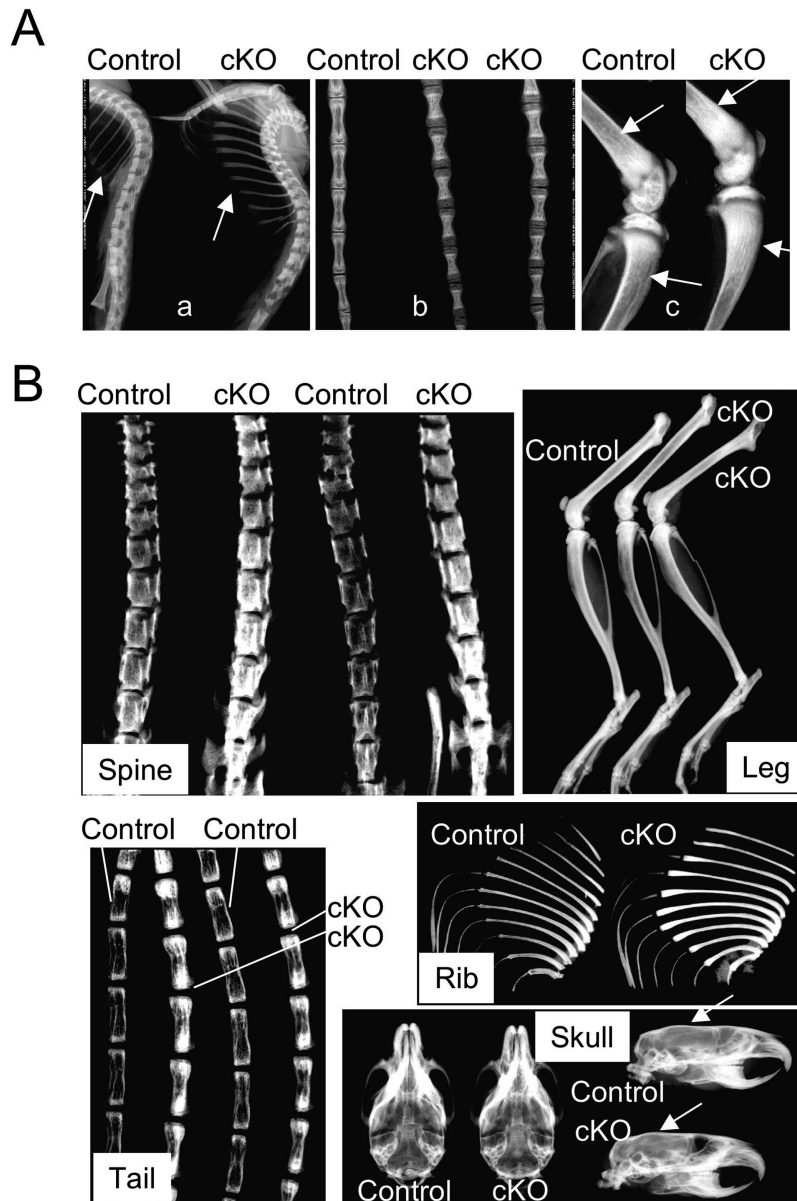 A
Control cKO Control cKO cKO Control cKO
a b c
B
Control cKO Control cKO
Spine
Control
cKO
cKO
Leg
Control Control
cKO
cKO
Tail
Control cKO
Rib
Skull
Control
cKO
Control cKO